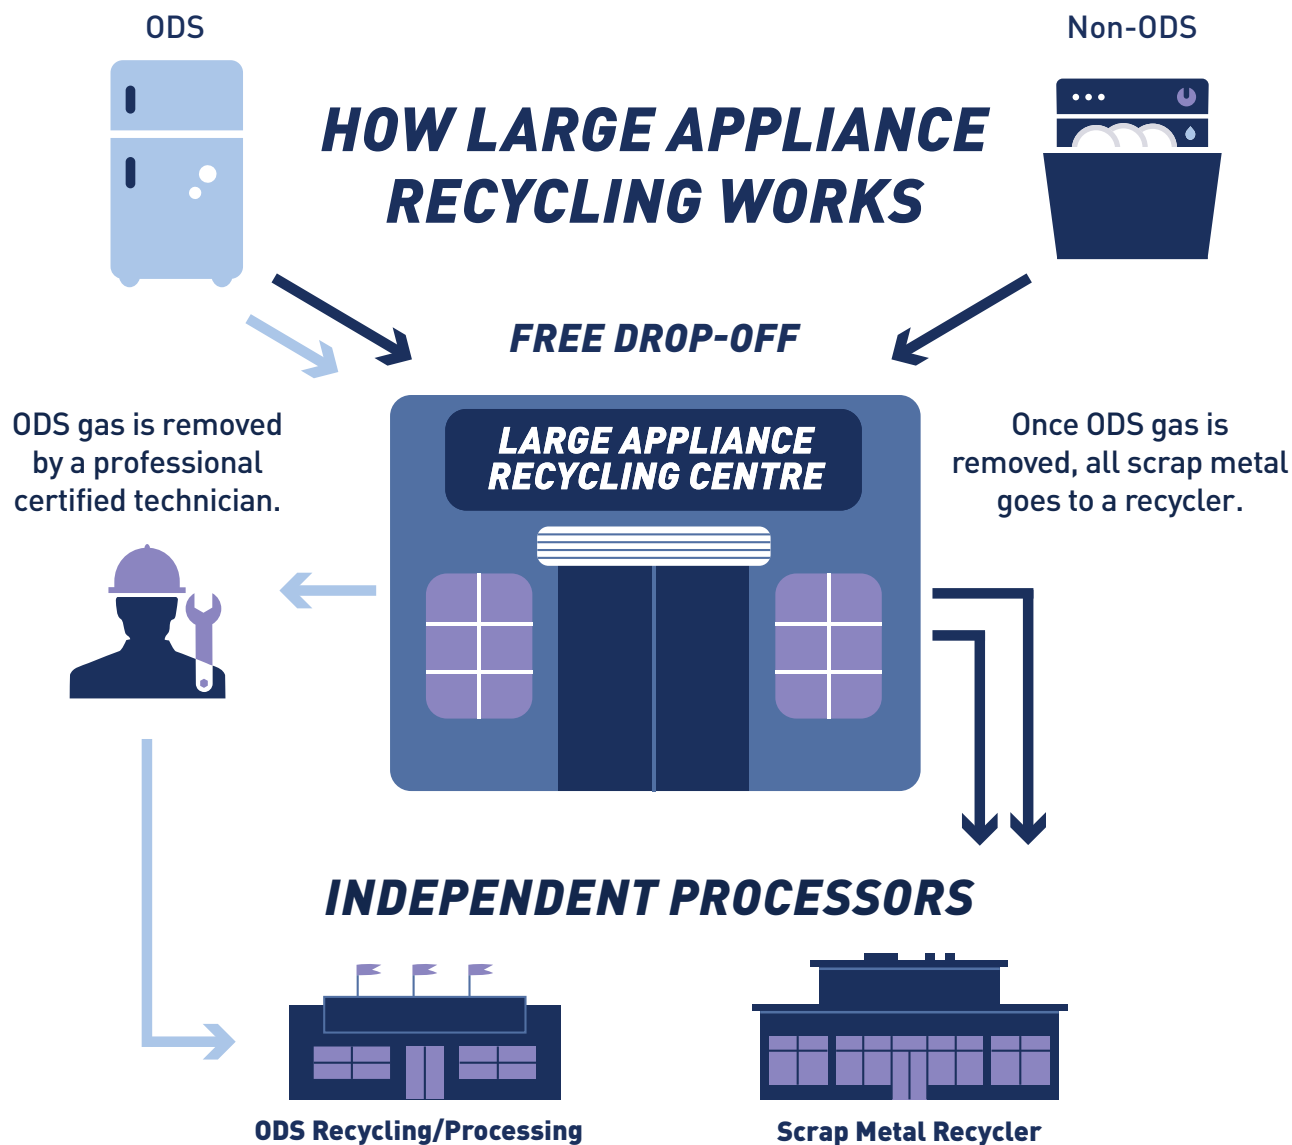 ODS
Non-ODS
HOW LARGE APPLIANCE
RECYCLING WORKS
FREE DROP-OFF
ODS gas is removed
by a professional
certified technician.
LARGE APPLIANCE
RECYCLING CENTRE
Once ODS gas is
removed, all scrap metal
goes to a recycler.
INDEPENDENT PROCESSORS
ODS Recycling/Processing
Scrap Metal Recycler